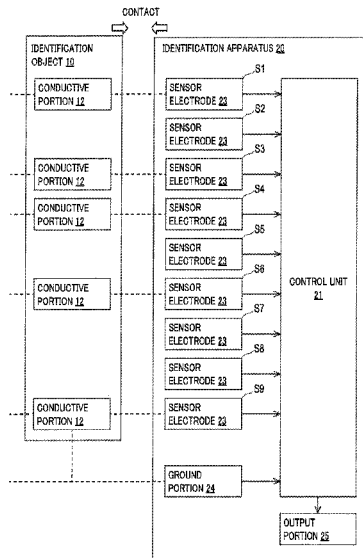 CONTACT
IDENTIFICATION
OBJECT 10
IDENTIFICATION APPARATUS 20
CONDUCTIVE
PORTION 12
SENSOR
ELECTRODE 23
S1
SENSOR
ELECTRODE 23
S2
CONDUCTIVE
PORTION 12
SENSOR
ELECTRODE 23
S3
CONDUCTIVE
PORTION 12
SENSOR
ELECTRODE 23
S4
SENSOR
ELECTRODE 23
S5
CONDUCTIVE
PORTION 12
SENSOR
ELECTRODE 23
S6
SENSOR
ELECTRODE 23
S7
SENSOR
ELECTRODE 23
S8
CONDUCTIVE
PORTION 12
SENSOR
ELECTRODE 23
S9
CONTROL UNIT
21
GROUND
PORTION 24
OUTPUT
PORTION 25